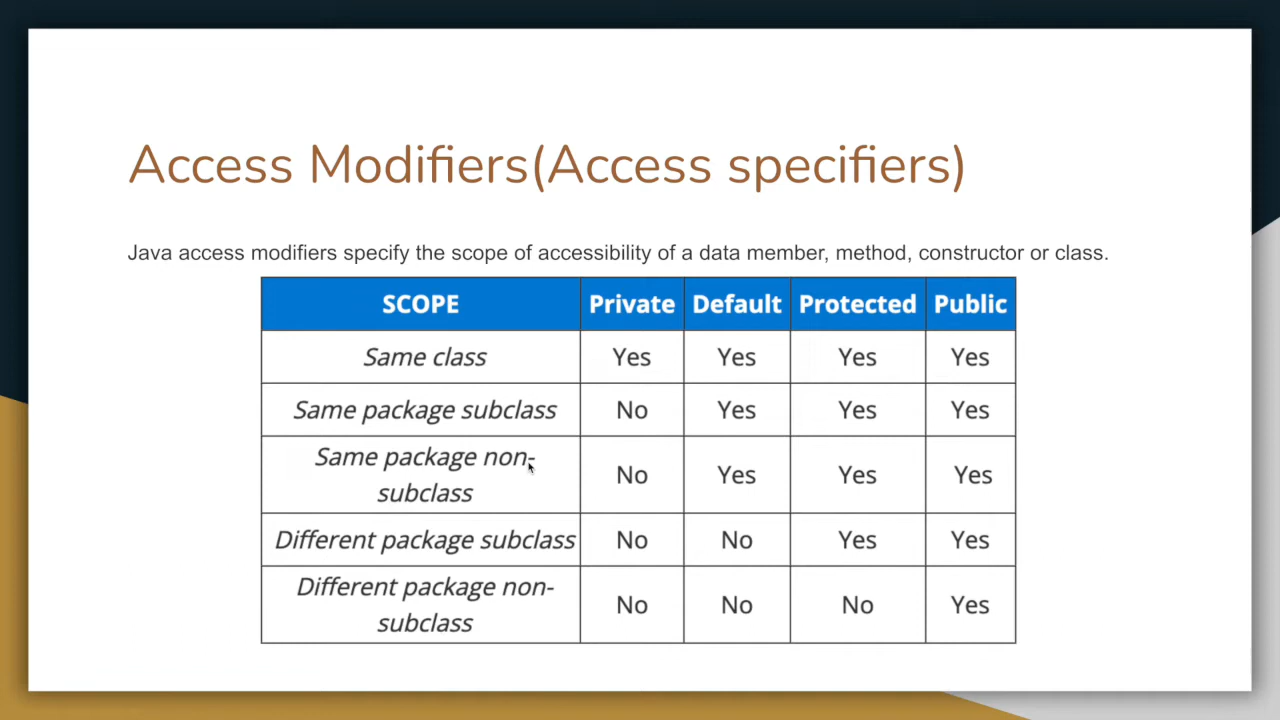 Access Modifiers(Access specifiers)
Java access modifiers specify the scope of accessibility of a data member, method, constructor or class.
SCOPE Private Default Protected Public
Same class Yes Yes Yes Yes
Same package subclass No Yes Yes Yes
Same package non-
subclass No Yes Yes Yes
Different package subclass No No Yes Yes
Different package non-
subclass No No No Yes